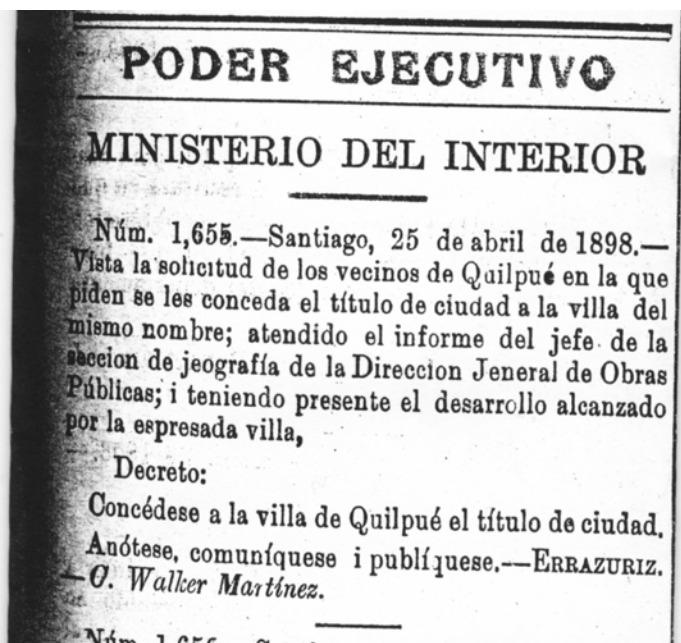 PODER EJECUTIVO
MINISTERIO DEL INTERIOR
Núm. 1,655.—Santiago, 25 de abril de 1898.—
Vista la solicitud de los vecinos de Quilpué en la que
piden se les conceda el título de ciudad a la villa del
mismo nombre; atendido el informe del jefe de la
seccion de jeografía de la Direccion Jeneral de Obras
Públicas; i teniendo presente el desarrollo alcanzado
por la espresada villa,
Decreto:
Concédese a la villa de Quilpué el título de ciudad.
Anótese, comuníquese i publíquese.—ERRAZURIZ.
—C. Walker Martínez.
Núm. 1,656.